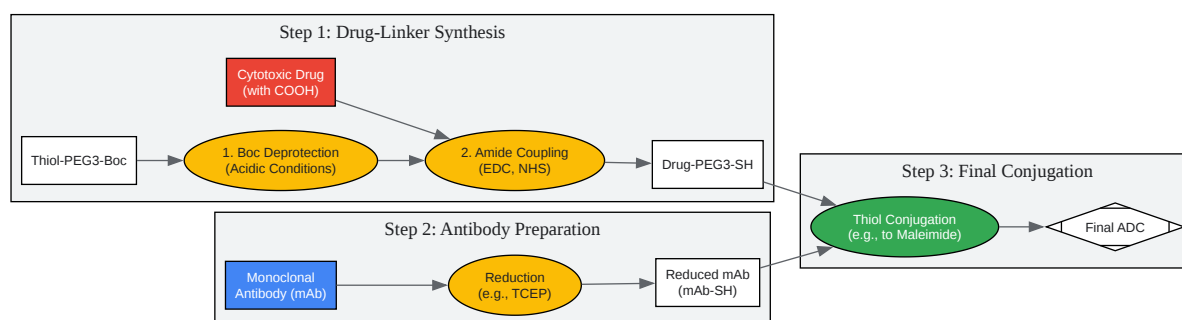 Step 1: Drug-Linker Synthesis
Cytotoxic Drug
(with COOH)
Thiol-PEG3-Boc
1. Boc Deprotection
(Acidic Conditions)
2. Amide Coupling
(EDC, NHS)
Drug-PEG3-SH
Step 2: Antibody Preparation
Monoclonal
Antibody (mAb)
Reduction
(e.g., TCEP)
Reduced mAb
(mAb-SH)
Step 3: Final Conjugation
Thiol Conjugation
(e.g., to Maleimide)
Final ADC